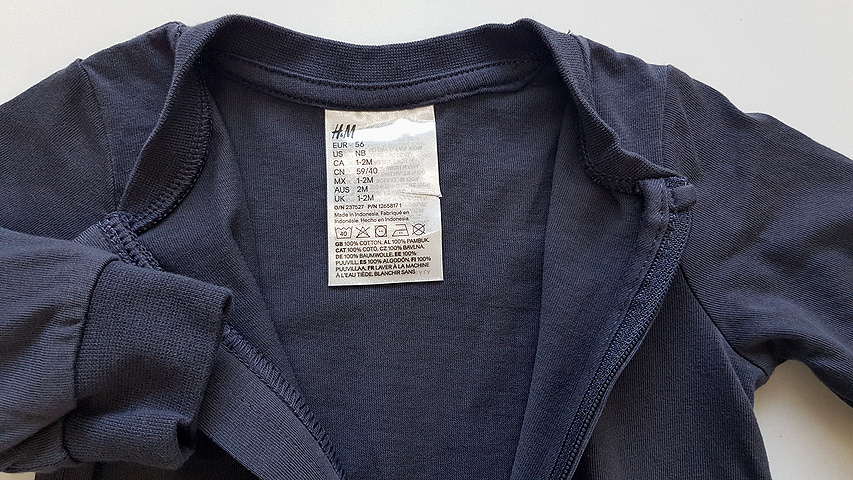 H&M
EUR 56
US NB
CA 1-2M
CN 59/40
MX 1-2M
AUS 2M
UK 1-2M
O/N 237527 P/N 1265817 1
Made in Indonesia. Fabriqué en
Indonésie. Hecho en Indonesia.
40
GB 100% COTTON. AL 100% PAMBUK.
CAT 100% COTÓ. CZ 100% BAVLNA.
DE 100% BAUMWOLLE. EE 100%
PUUVILL. ES 100% ALGODÓN. FI 100%
PUUVILLAA. FR LAVER À LA MACHINE
À L'EAU TIÈDE, BLANCHIR SANS